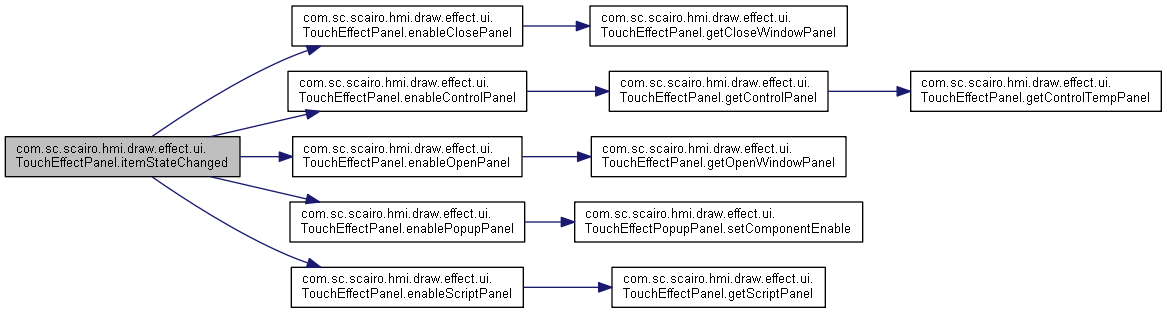 com.sc.scairo.hmi.draw.effect.ui.
TouchEffectPanel.itemStateChanged
com.sc.scairo.hmi.draw.effect.ui.
TouchEffectPanel.enableClosePanel
com.sc.scairo.hmi.draw.effect.ui.
TouchEffectPanel.getCloseWindowPanel
com.sc.scairo.hmi.draw.effect.ui.
TouchEffectPanel.enableControlPanel
com.sc.scairo.hmi.draw.effect.ui.
TouchEffectPanel.getControlPanel
com.sc.scairo.hmi.draw.effect.ui.
TouchEffectPanel.getControlTempPanel
com.sc.scairo.hmi.draw.effect.ui.
TouchEffectPanel.enableOpenPanel
com.sc.scairo.hmi.draw.effect.ui.
TouchEffectPanel.getOpenWindowPanel
com.sc.scairo.hmi.draw.effect.ui.
TouchEffectPanel.enablePopupPanel
com.sc.scairo.hmi.draw.effect.ui.
TouchEffectPopupPanel.setComponentEnable
com.sc.scairo.hmi.draw.effect.ui.
TouchEffectPanel.enableScriptPanel
com.sc.scairo.hmi.draw.effect.ui.
TouchEffectPanel.getScriptPanel